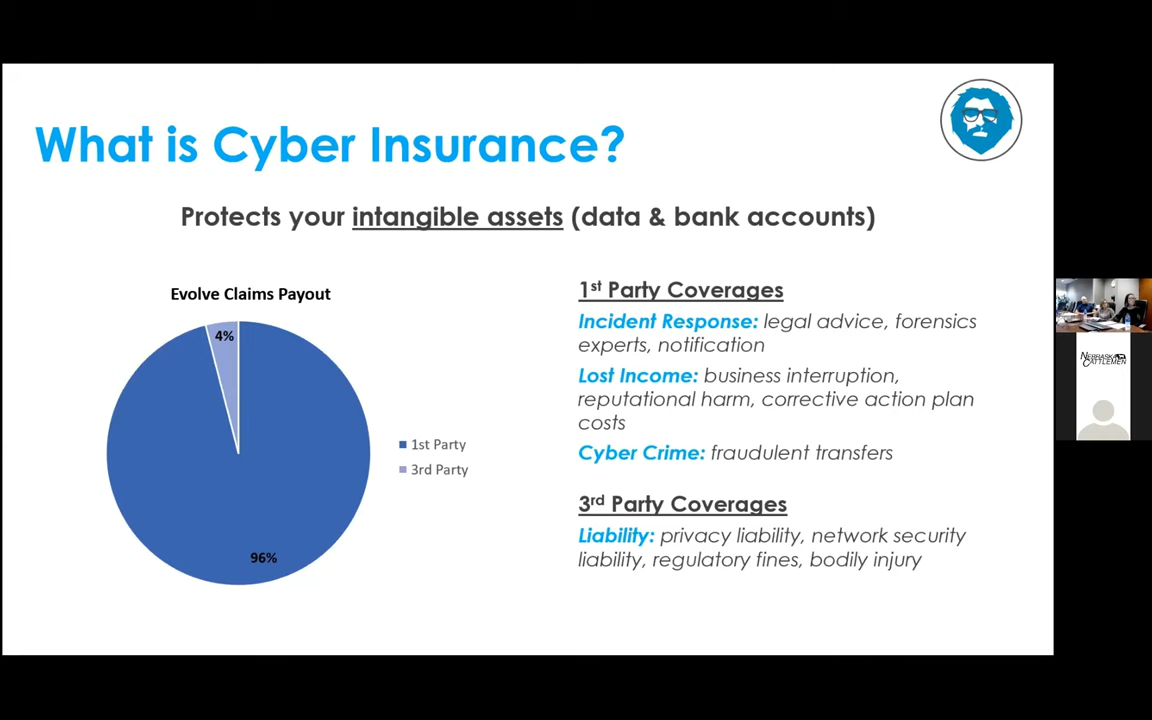 What is Cyber Insurance?
Protects your intangible assets (data & bank accounts)
Evolve Claims Payout
4%
96%
1st Party
3rd Party
1st Party Coverages
Incident Response: legal advice, forensics
experts, notification
Lost Income: business interruption,
reputational harm, corrective action plan
costs
Cyber Crime: fraudulent transfers
3rd Party Coverages
Liability: privacy liability, network security
liability, regulatory fines, bodily injury
NEBRASKA
CATTLEMEN